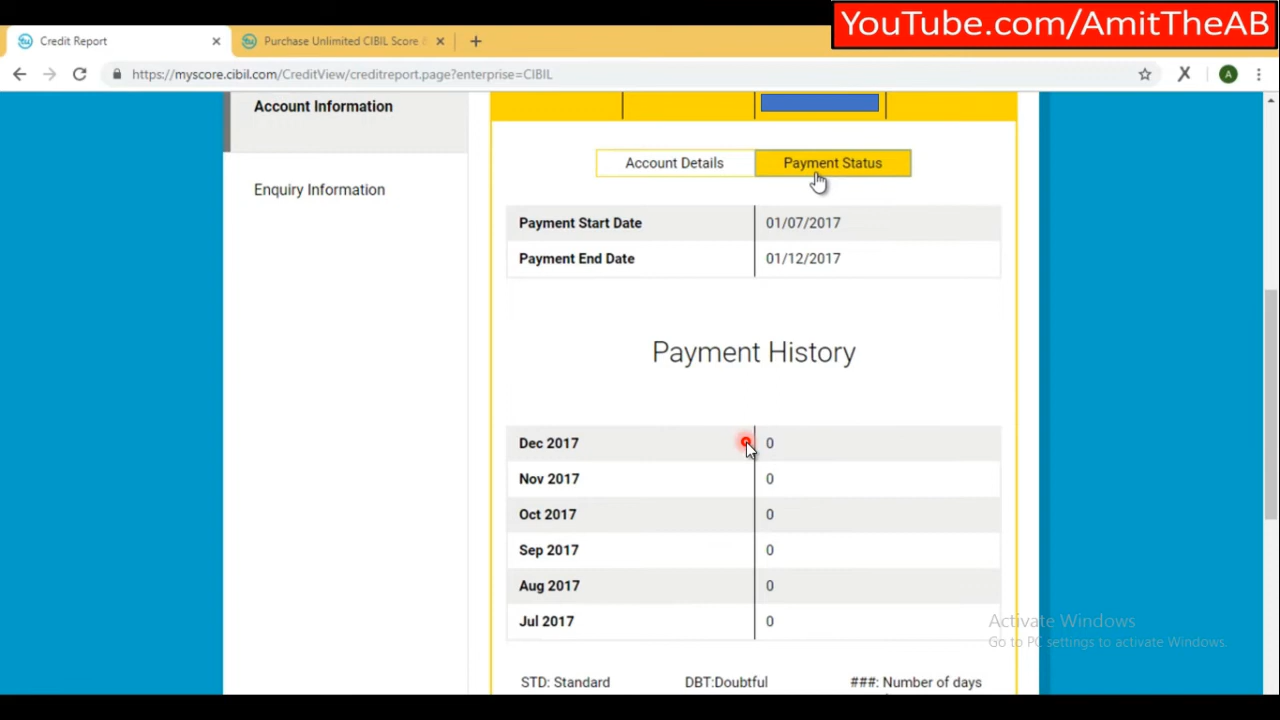 YouTube.com/AmitTheAB
Credit Report
Purchase Unlimited CIBIL Score
https://myscore.cibil.com/CreditView/creditreport.page?enterprise=CIBIL
A
Account Information
Enquiry Information
Account Details Payment Status
Payment Start Date 01/07/2017
Payment End Date 01/12/2017
Payment History
Dec 2017 0
Nov 2017 0
Oct 2017 0
Sep 2017 0
Aug 2017 0
Jul 2017 0
Activate Windows
Go to PC settings to activate Windows.
STD: Standard DBT:Doubtful ###: Number of days